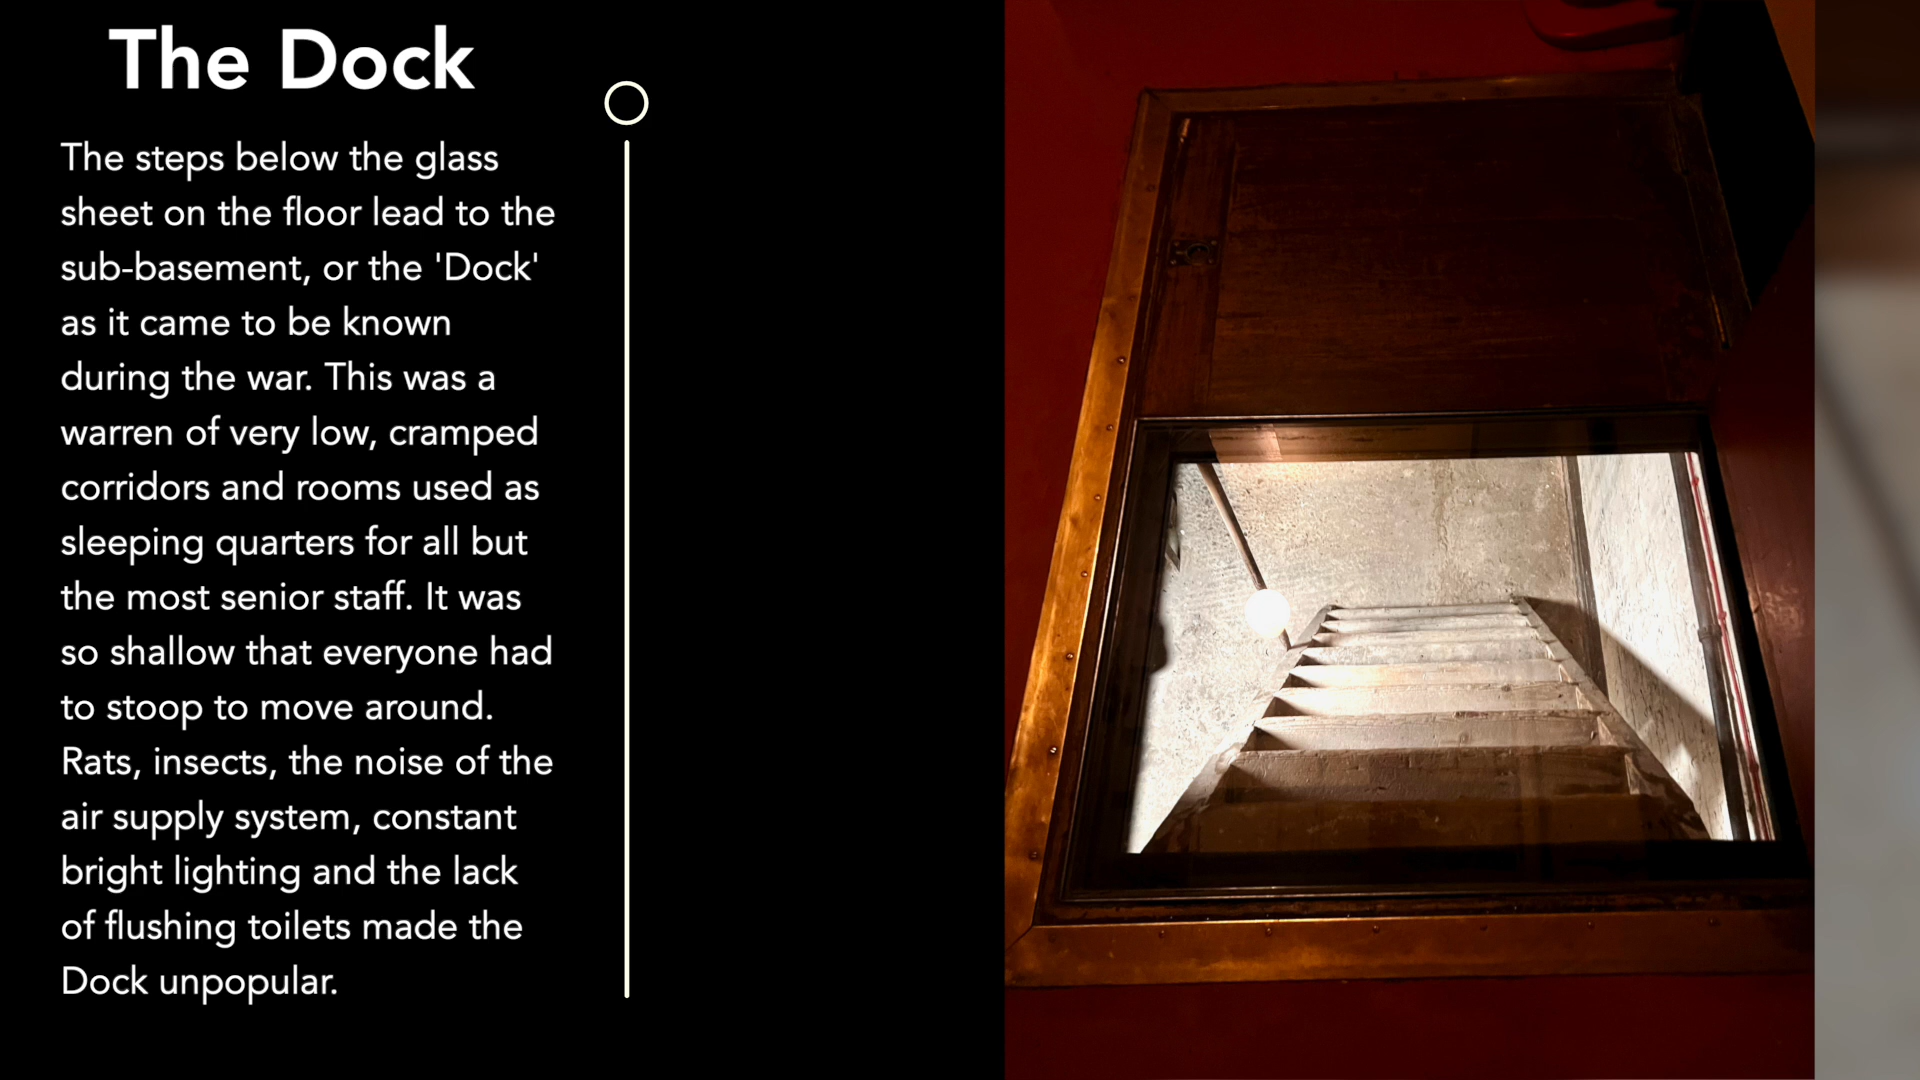 The Dock
The steps below the glass
sheet on the floor lead to the
sub-basement, or the 'Dock'
as it came to be known
during the war. This was a
warren of very low, cramped
corridors and rooms used as
sleeping quarters for all but
the most senior staff. It was
so shallow that everyone had
to stoop to move around.
Rats, insects, the noise of the
air supply system, constant
bright lighting and the lack
of flushing toilets made the
Dock unpopular.